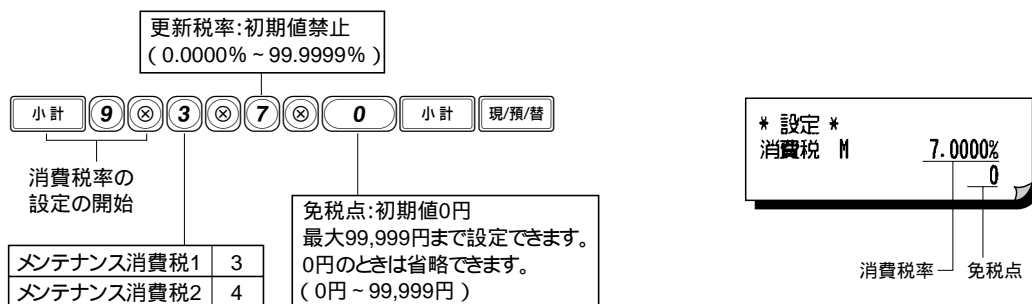 更新税率:初期値禁止
( 0.0000% ~ 99.9999% )
小計 9 ⊗ 3 ⊗ 7 ⊗ 0 小計 現/預/替
消費税率の
設定の開始
メンテナンス消費税1 3
メンテナンス消費税2 4
免税点:初期値0円
最大99,999円まで設定できます。
0円のときは省略できます。
( 0円 ~ 99,999円 )
* 設定 *
消費税 M 7.0000%
0
消費税率 免税点